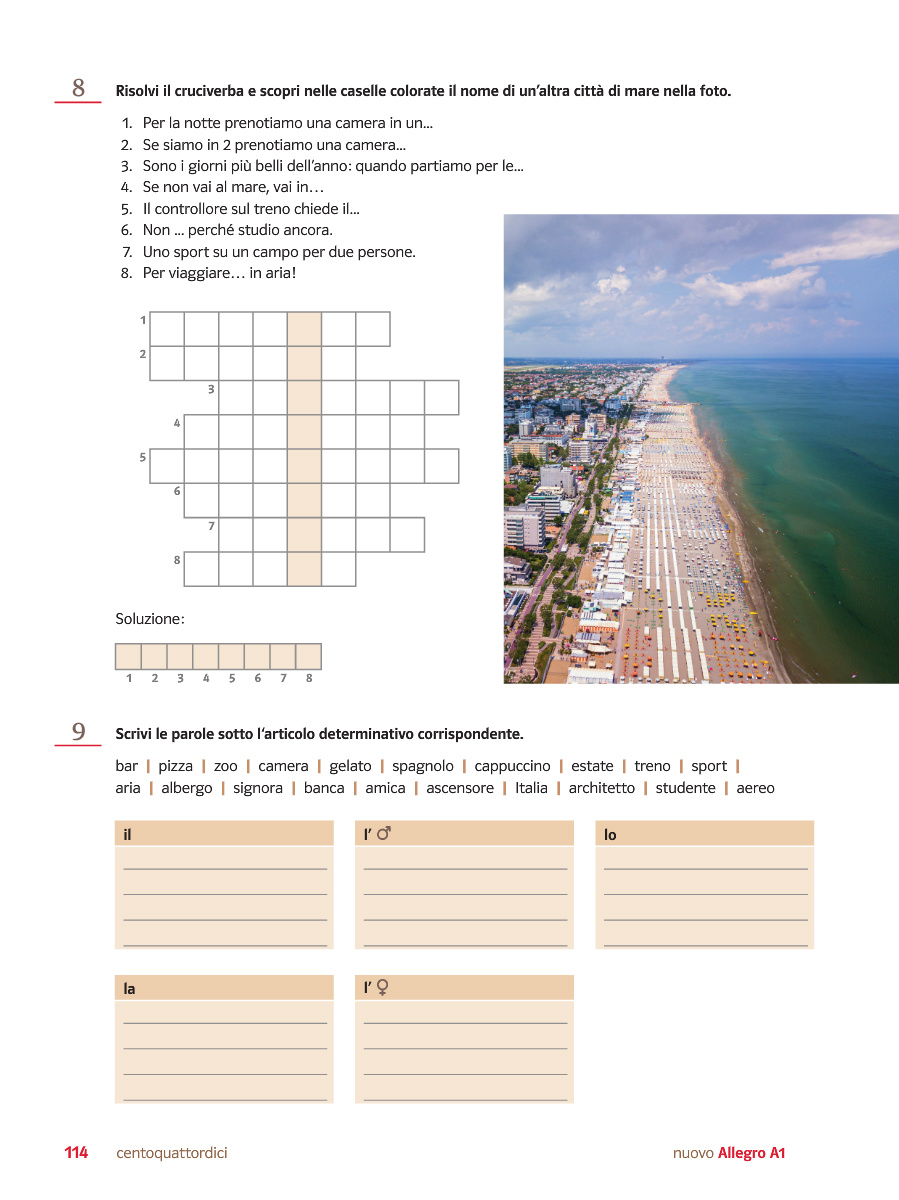 8
Risolvi il cruciverba e scopri nelle caselle colorate il nome di un’altra città di mare nella foto.
1. Per la notte prenotiamo una camera in un...
2. Se siamo in 2 prenotiamo una camera...
3. Sono i giorni più belli dell’anno: quando partiamo per le...
4. Se non vai al mare, vai in…
5. Il controllore sul treno chiede il...
6. Non ... perché studio ancora.
7. Uno sport su un campo per due persone.
8. Per viaggiare… in aria!
1
2
3
4
5
6
7
8
Soluzione:
1 2 3 4 5 6 7 8
9
Scrivi le parole sotto l‘articolo determinativo corrispondente.
bar | pizza | zoo | camera | gelato | spagnolo | cappuccino | estate | treno | sport |
aria | albergo | signora | banca | amica | ascensore | Italia | architetto | studente | aereo
il l’ ♂ lo
la l’ ♀
114 centoquattordici nuovo Allegro A1